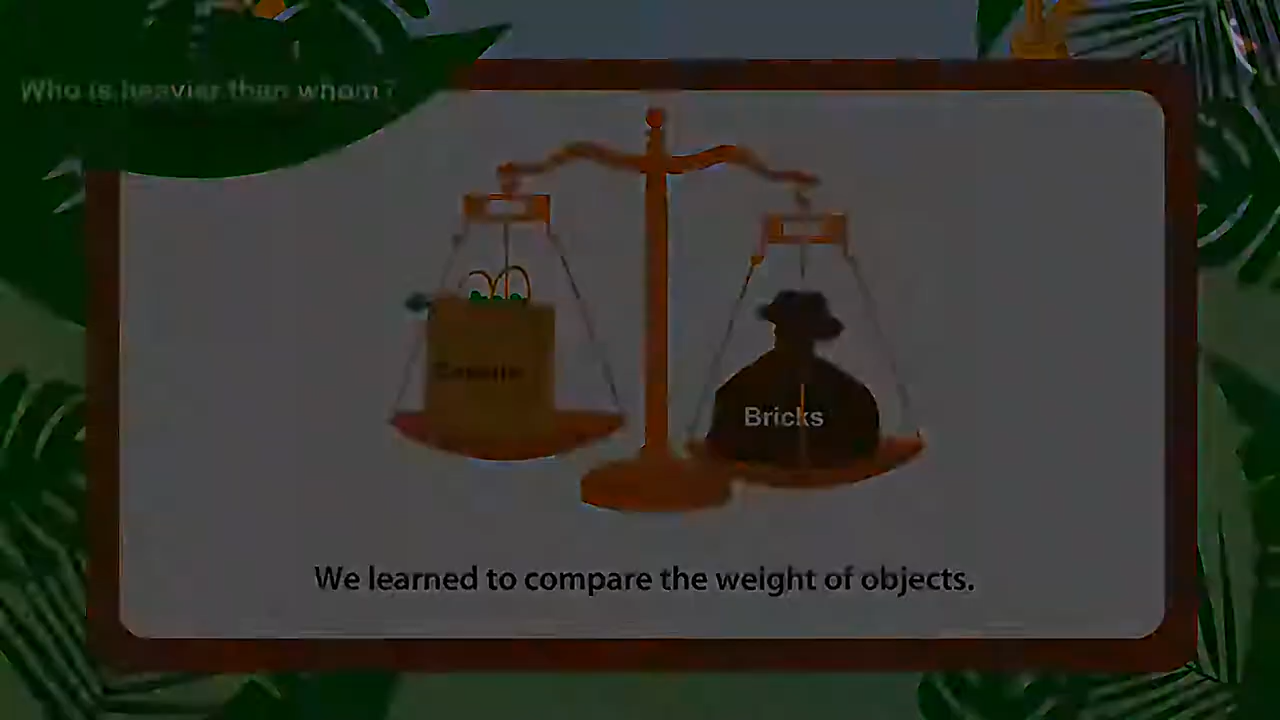 Who is heavier than whom?
Bricks
We learned to compare the weight of objects.